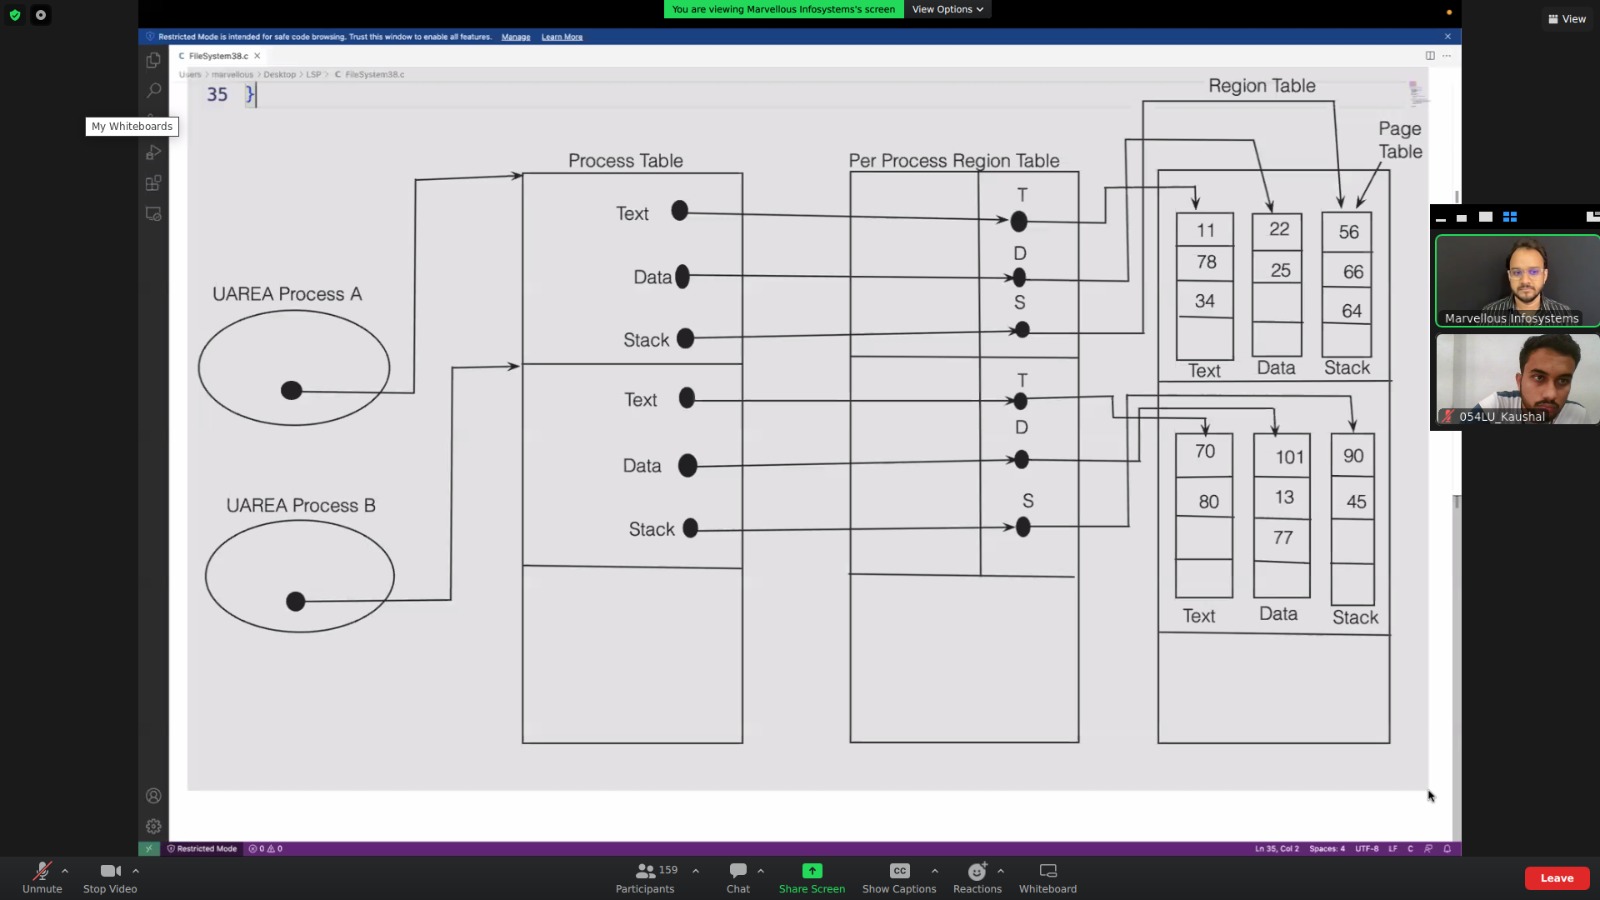 You are viewing Marvellous Infosystems's screen
View Options
View
Restricted Mode is intended for safe code browsing. Trust this window to enable all features. Manage Learn More
FileSystem38.c
Users > marvellous > Desktop > LSP > C FileSystem38.c
35 }
My Whiteboards
Region Table
Page
Table
Process Table
Per Process Region Table
UAREA Process A
Text
Data
Stack
T
D
S
11 22 56
78 25 66
34 64
Text Data Stack
UAREA Process B
Text
Data
Stack
T
D
S
70 101 90
80 13 45
77
Text Data Stack
Marvellous Infosystems
054LU_Kaushal
Restricted Mode 0 0
Ln 35, Col 2 Spaces: 4 UTF-8 LF C
Unmute
Stop Video
159
Participants
Chat
Share Screen
CC
Show Captions
Reactions
Whiteboard
Leave